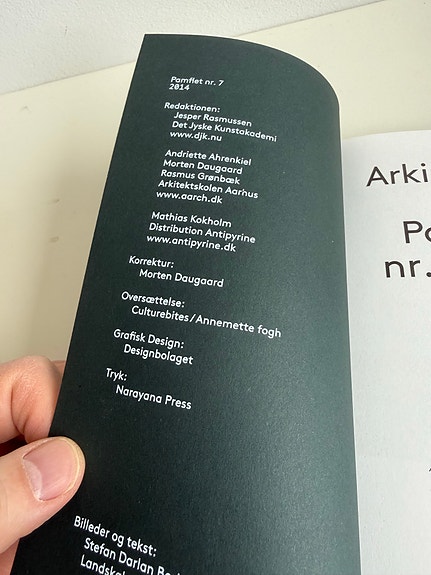 Pamflet nr. 7
2014
Redaktionen:
Jesper Rasmussen
Det Jyske Kunstakademi
www.djk.nu
Andriette Ahrenkiel
Morten Daugaard
Rasmus Grønbæk
Arkitektskolen Aarhus
www.aarch.dk
Mathias Kokholm
Distribution Antipyrine
www.antipyrine.dk
Korrektur:
Morten Daugaard
Oversættelse:
Culturebites/Annemette fogh
Grafisk Design:
Designbolaget
Tryk:
Narayana Press
Billeder og tekst:
Stefan Darlan
Arki
nr.